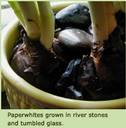 Paperwhites grown in river stones
and tumbled glass.